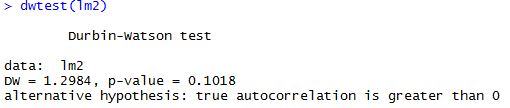 > dwtest(lm2)
Durbin-Watson test
data:  lm2
DW = 1.2984, p-value = 0.1018
alternative hypothesis: true autocorrelation is greater than 0